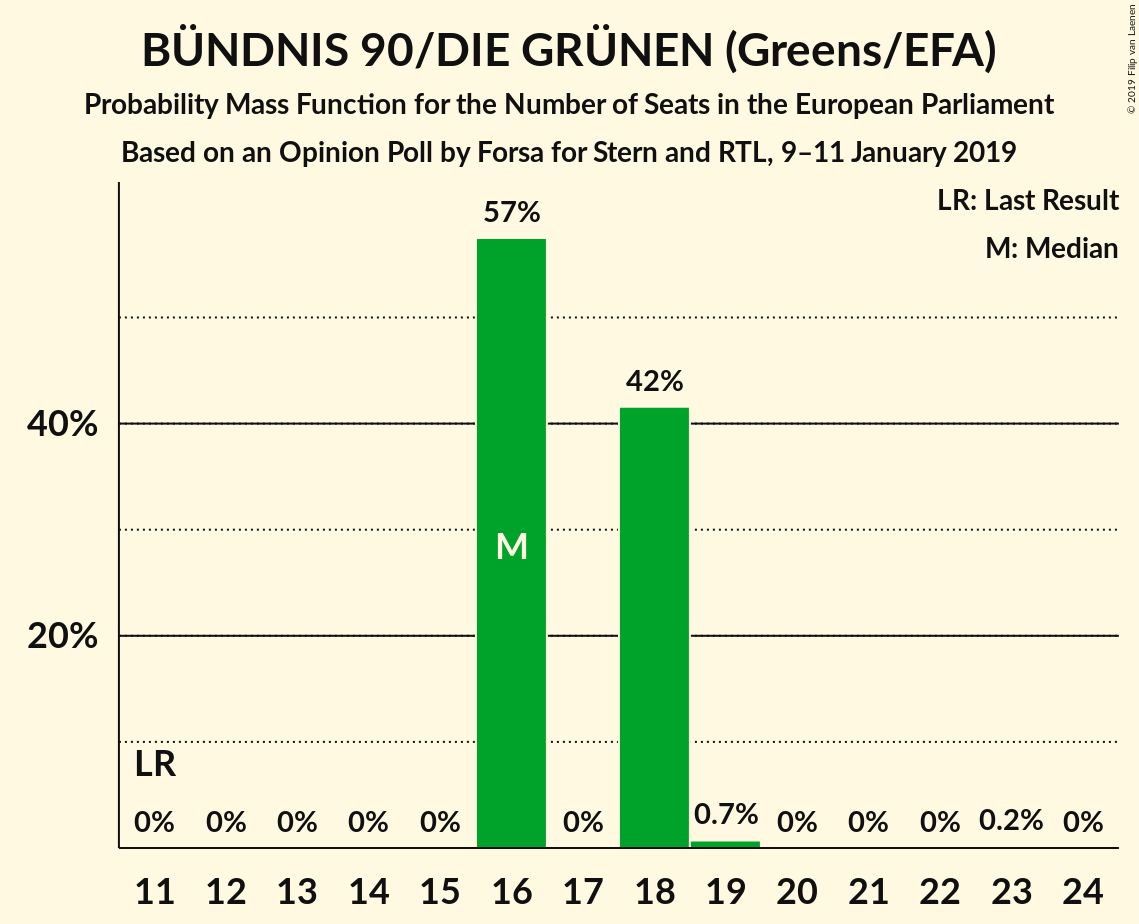 BÜNDNIS 90/DIE GRÜNEN (Greens/EFA)
Probability Mass Function for the Number of Seats in the European Parliament
Based on an Opinion Poll by Forsa for Stern and RTL, 9–11 January 2019
© 2019 Filip van Laenen
LR: Last Result
M: Median
57%
42%
40%
M
20%
LR
0% 0% 0% 0% 0% 0% 0.7% 0% 0% 0% 0.2% 0%
11 12 13 14 15 16 17 18 19 20 21 22 23 24